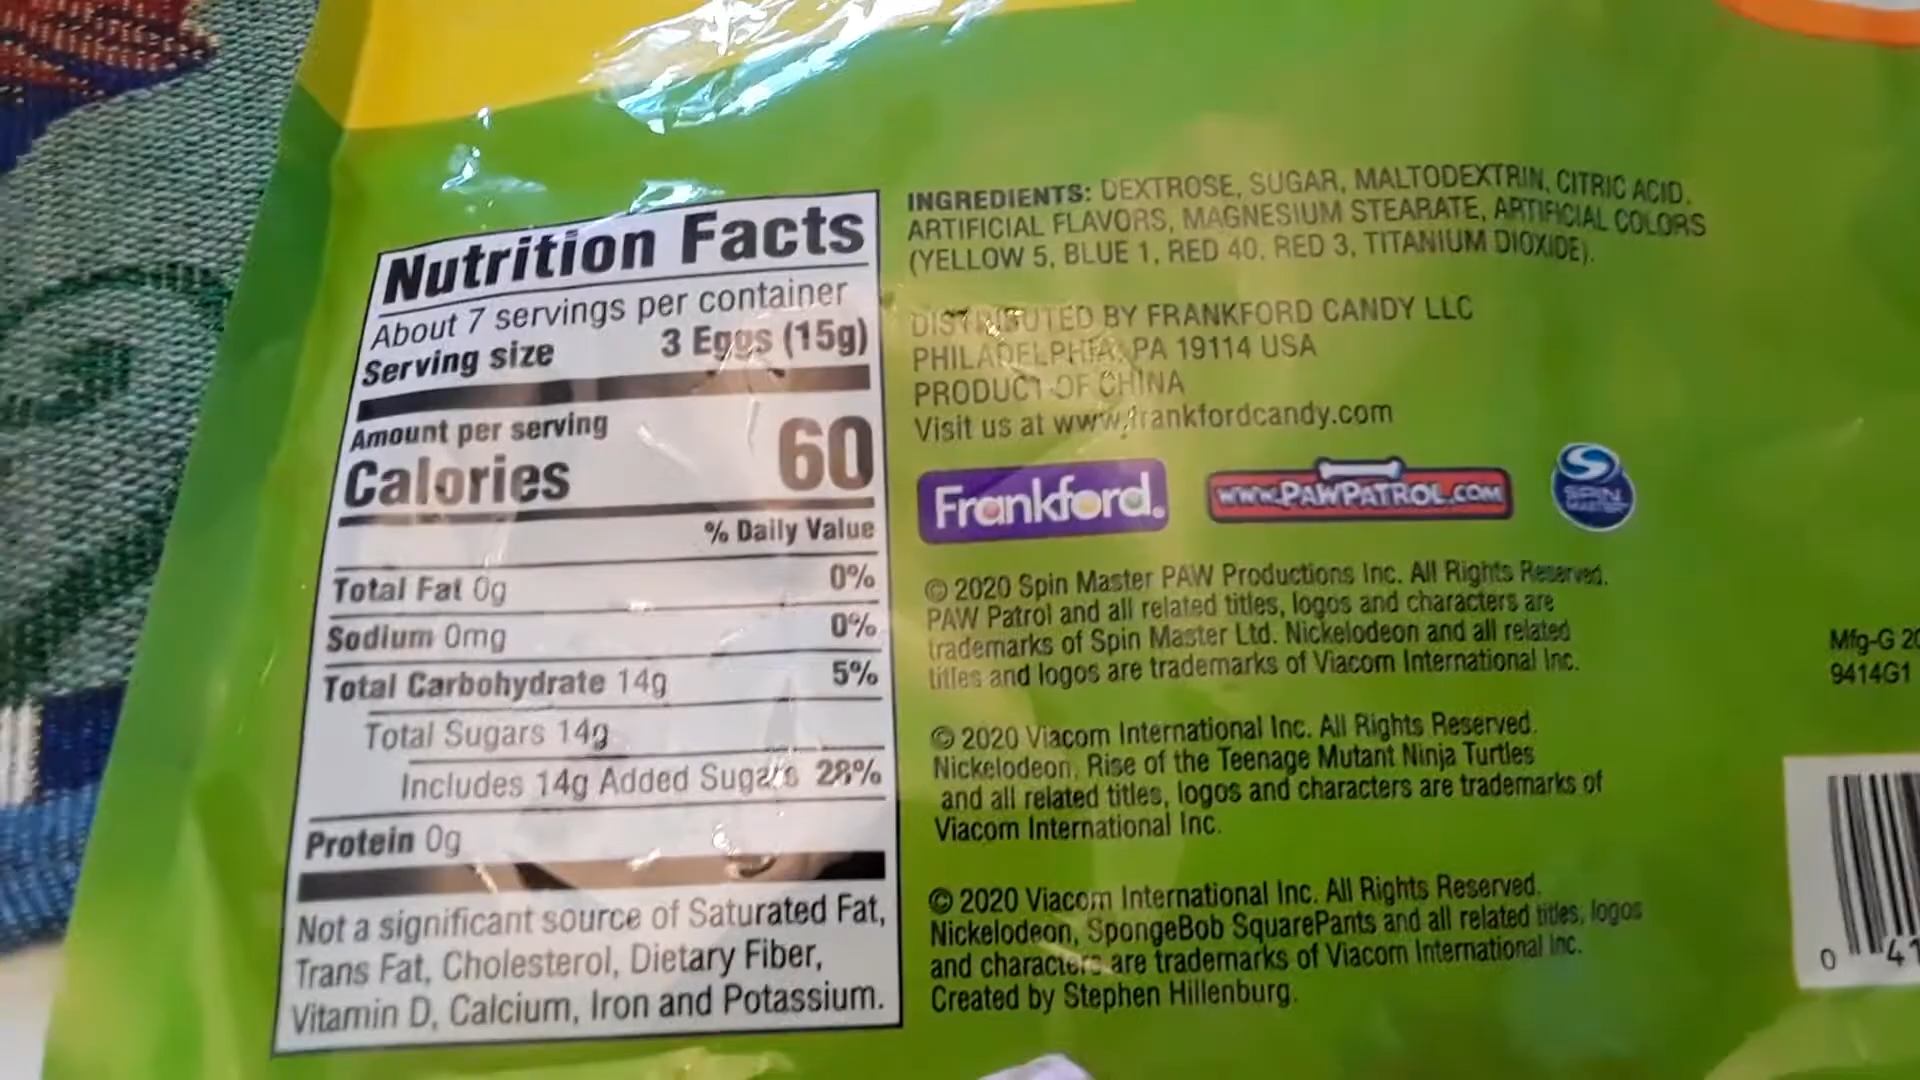 Nutrition Facts
About 7 servings per container
Serving size 3 Eggs (15g)
Amount per serving
Calories 60
% Daily Value
Total Fat 0g 0%
Sodium 0mg 0%
Total Carbohydrate 14g 5%
Total Sugars 14g
Includes 14g Added Sugars 28%
Protein 0g
Not a significant source of Saturated Fat,
Trans Fat, Cholesterol, Dietary Fiber,
Vitamin D, Calcium, Iron and Potassium.
INGREDIENTS: DEXTROSE, SUGAR, MALTODEXTRIN, CITRIC ACID,
ARTIFICIAL FLAVORS, MAGNESIUM STEARATE, ARTIFICIAL COLORS
(YELLOW 5, BLUE 1, RED 40, RED 3, TITANIUM DIOXIDE).
DISTRIBUTED BY FRANKFORD CANDY LLC
PHILADELPHIA, PA 19114 USA
PRODUCT OF CHINA
Visit us at www.frankfordcandy.com
Frankford.
WWW.PAWPATROL.COM
SPIN
MASTER
© 2020 Spin Master PAW Productions Inc. All Rights Reserved.
PAW Patrol and all related titles, logos and characters are
trademarks of Spin Master Ltd. Nickelodeon and all related
titles and logos are trademarks of Viacom International Inc.
© 2020 Viacom International Inc. All Rights Reserved.
Nickelodeon, Rise of the Teenage Mutant Ninja Turtles
and all related titles, logos and characters are trademarks of
Viacom International Inc.
© 2020 Viacom International Inc. All Rights Reserved.
Nickelodeon, SpongeBob SquarePants and all related titles, logos
and characters are trademarks of Viacom International Inc.
Created by Stephen Hillenburg.
Mfg-G 20
9414G1
0 41